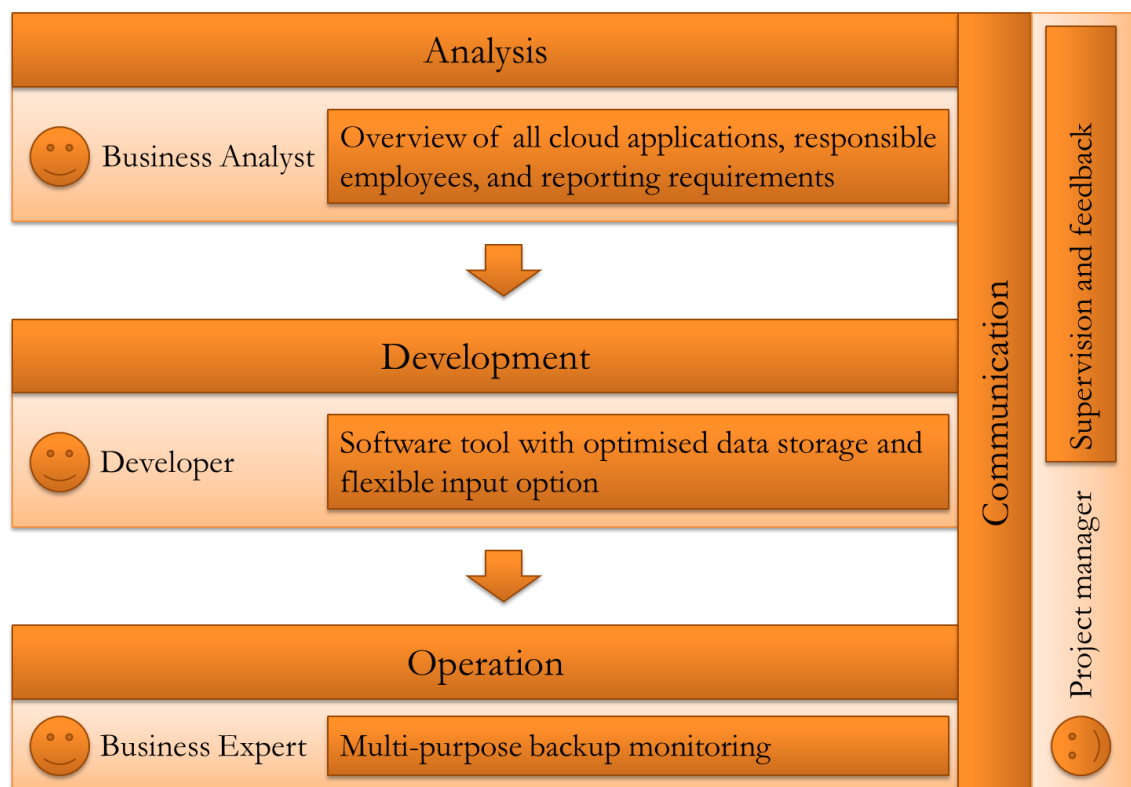 Analysis
Business Analyst
Overview of all cloud applications, responsible
employees, and reporting requirements
Development
Developer
Software tool with optimised data storage and
flexible input option
Operation
Business Expert
Multi-purpose backup monitoring
Communication
Supervision and feedback
Project manager